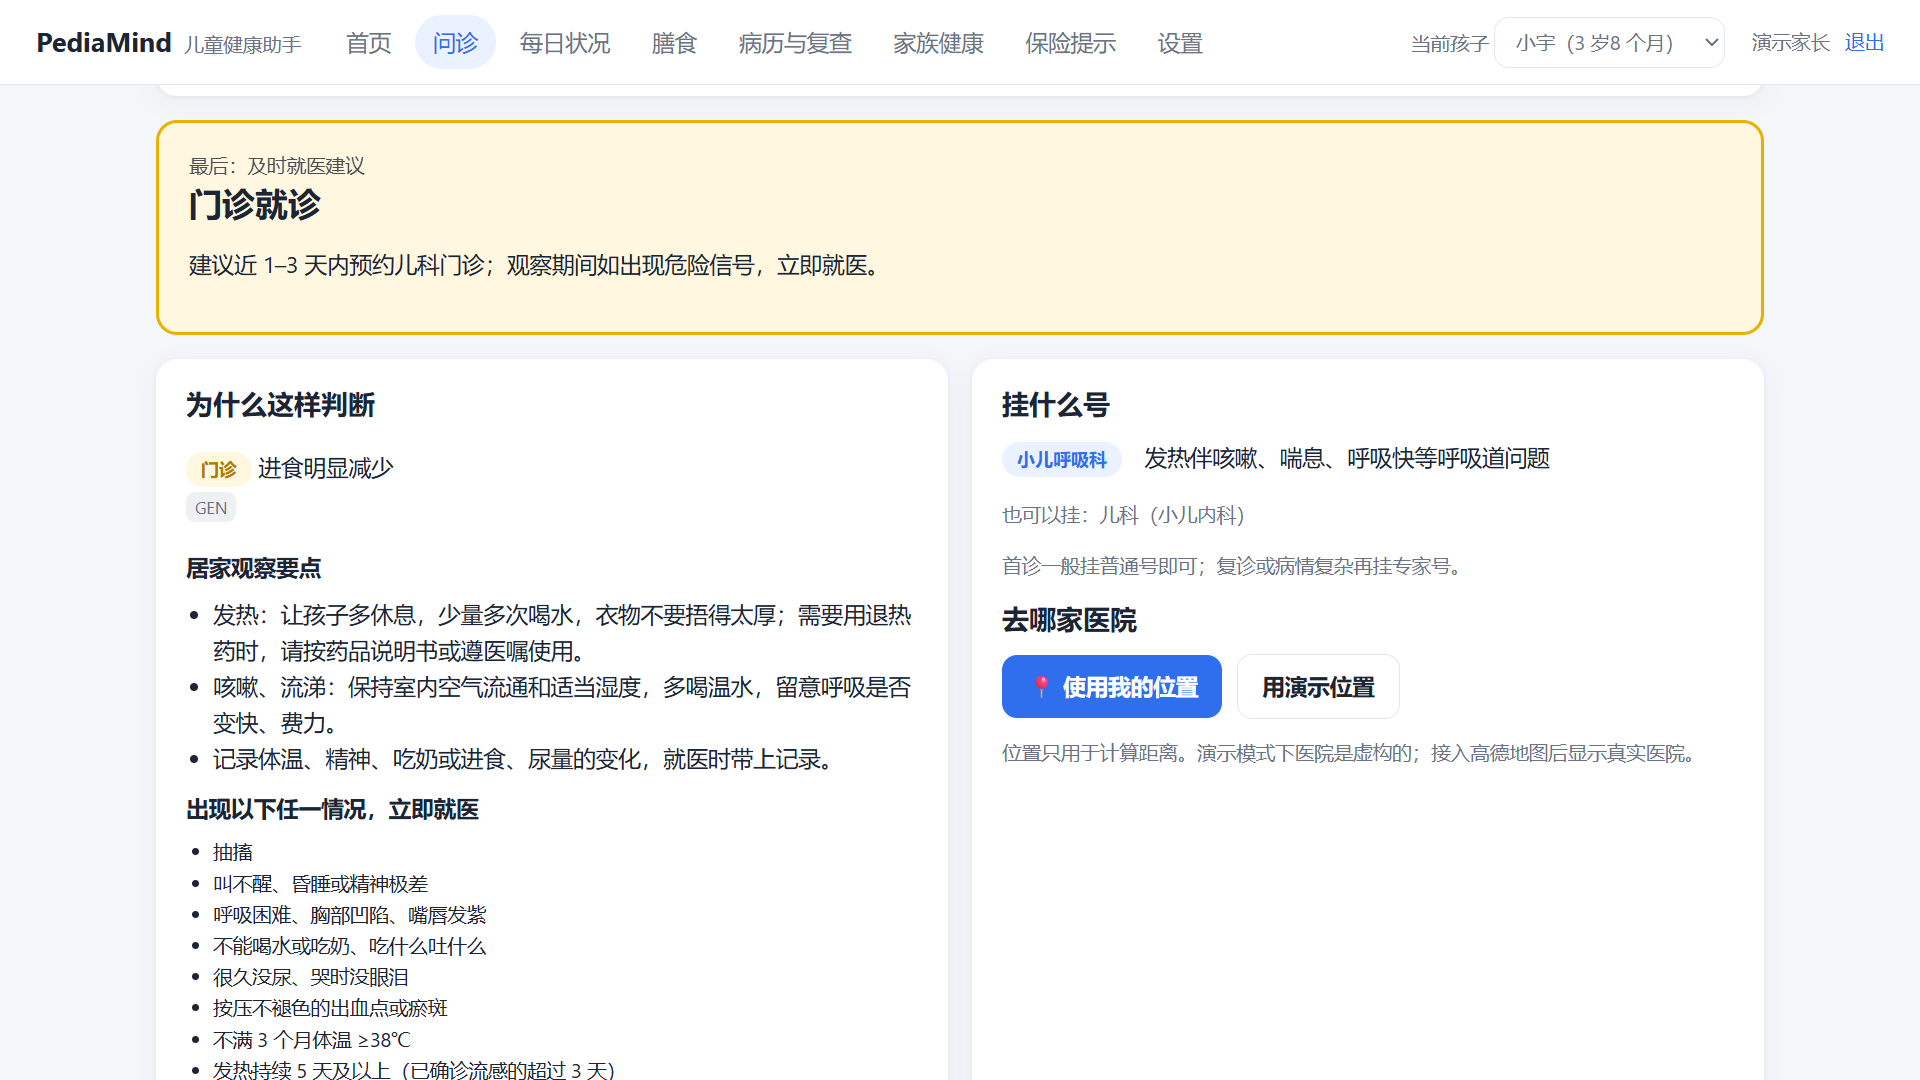 PediaMind 儿童健康助手 首页 问诊 每日状况 膳食 病历与复查 家族健康 保险提示 设置 当前孩子 小宇（3 岁8 个月） 演示家长 退出
最后：及时就医建议
门诊就诊
建议近 1–3 天内预约儿科门诊；观察期间如出现危险信号，立即就医。
为什么这样判断
门诊 进食明显减少
GEN
居家观察要点
发热：让孩子多休息，少量多次喝水，衣物不要捂得太厚；需要用退热
药时，请按药品说明书或遵医嘱使用。
咳嗽、流涕：保持室内空气流通和适当湿度，多喝温水，留意呼吸是否
变快、费力。
记录体温、精神、吃奶或进食、尿量的变化，就医时带上记录。
出现以下任一情况，立即就医
抽搐
叫不醒、昏睡或精神极差
呼吸困难、胸部凹陷、嘴唇发紫
不能喝水或吃奶、吃什么吐什么
很久没尿、哭时没眼泪
按压不褪色的出血点或瘀斑
不满 3 个月体温 ≥38℃
发热持续 5 天及以上（已确诊流感的超过 3 天）
挂什么号
小儿呼吸科 发热伴咳嗽、喘息、呼吸快等呼吸道问题
也可以挂：儿科（小儿内科）
首诊一般挂普通号即可；复诊或病情复杂再挂专家号。
去哪家医院
📍 使用我的位置 用演示位置
位置只用于计算距离。演示模式下医院是虚构的；接入高德地图后显示真实医院。